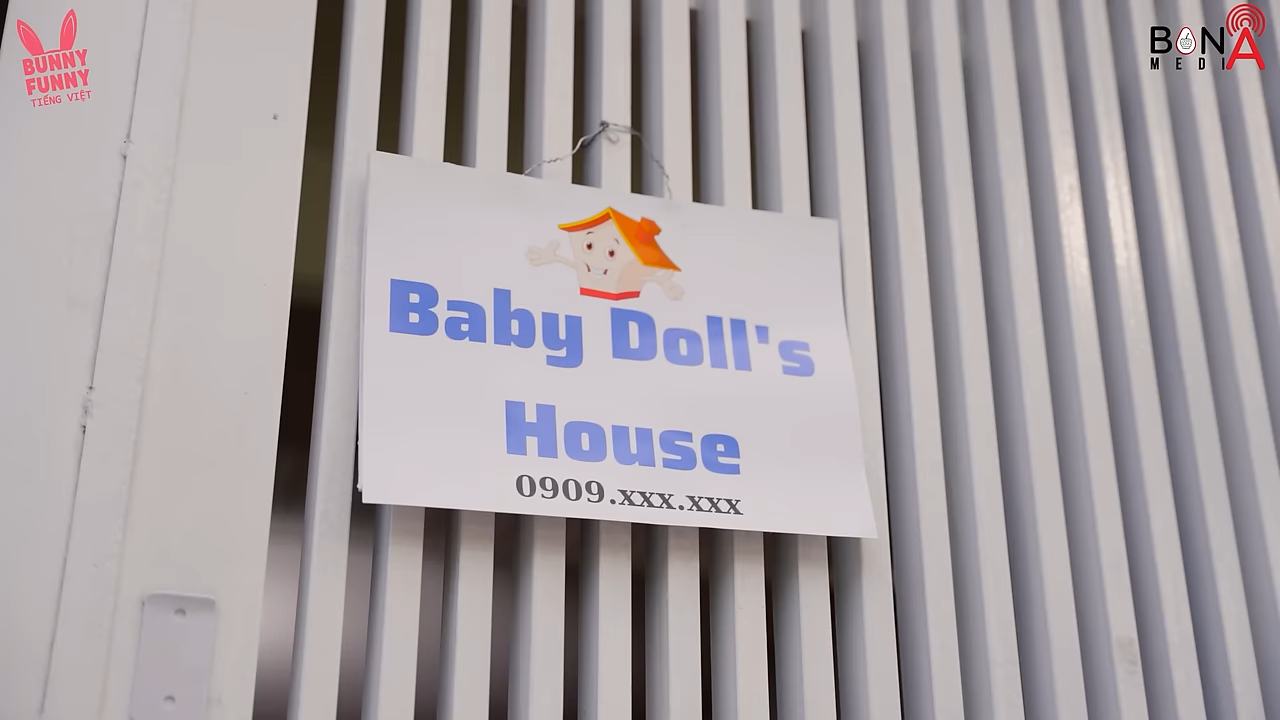 BUNNY
FUNNY
TIẾNG VIỆT
BONA
MEDIA
Baby Doll's
House
0909.xxx.xxx